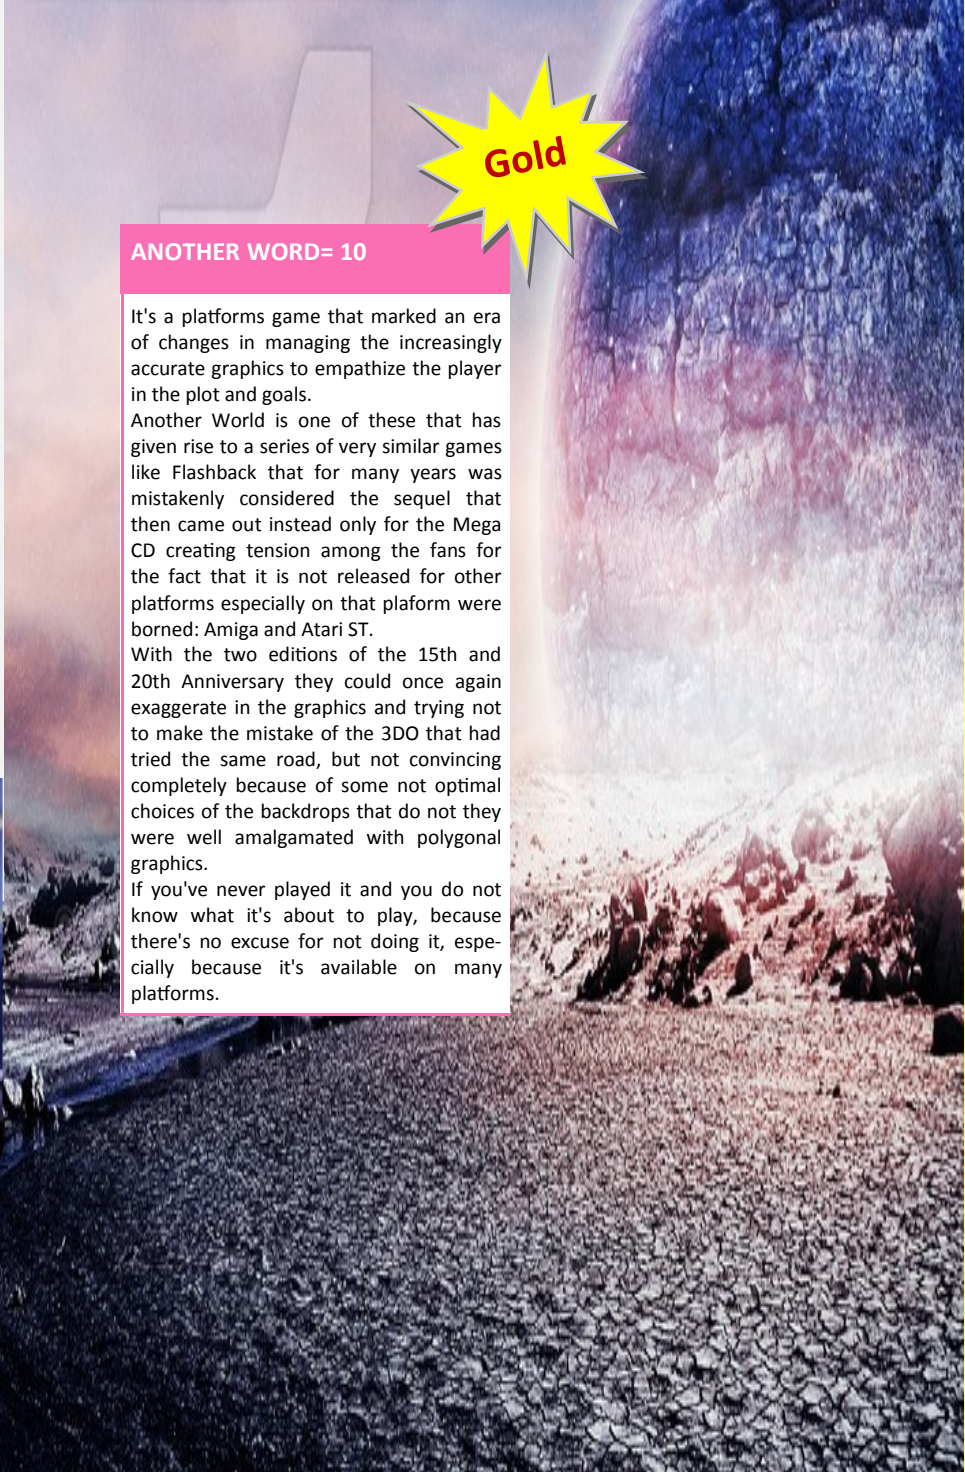 Gold
ANOTHER WORD= 10
It's a platforms game that marked an era
of changes in managing the increasingly
accurate graphics to empathize the player
in the plot and goals.
Another World is one of these that has
given rise to a series of very similar games
like Flashback that for many years was
mistakenly considered the sequel that
then came out instead only for the Mega
CD creating tension among the fans for
the fact that it is not released for other
platforms especially on that plaform were
borned: Amiga and Atari ST.
With the two editions of the 15th and
20th Anniversary they could once again
exaggerate in the graphics and trying not
to make the mistake of the 3DO that had
tried the same road, but not convincing
completely because of some not optimal
choices of the backdrops that do not they
were well amalgamated with polygonal
graphics.
If you've never played it and you do not
know what it's about to play, because
there's no excuse for not doing it, espe-
cially because it's available on many
platforms.